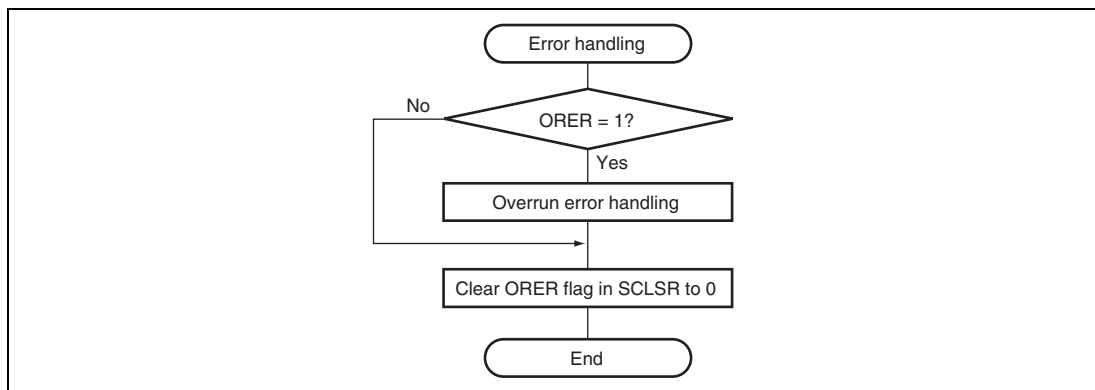 Error handling
No
ORER = 1?
Yes
Overrun error handling
Clear ORER flag in SCLSR to 0
End